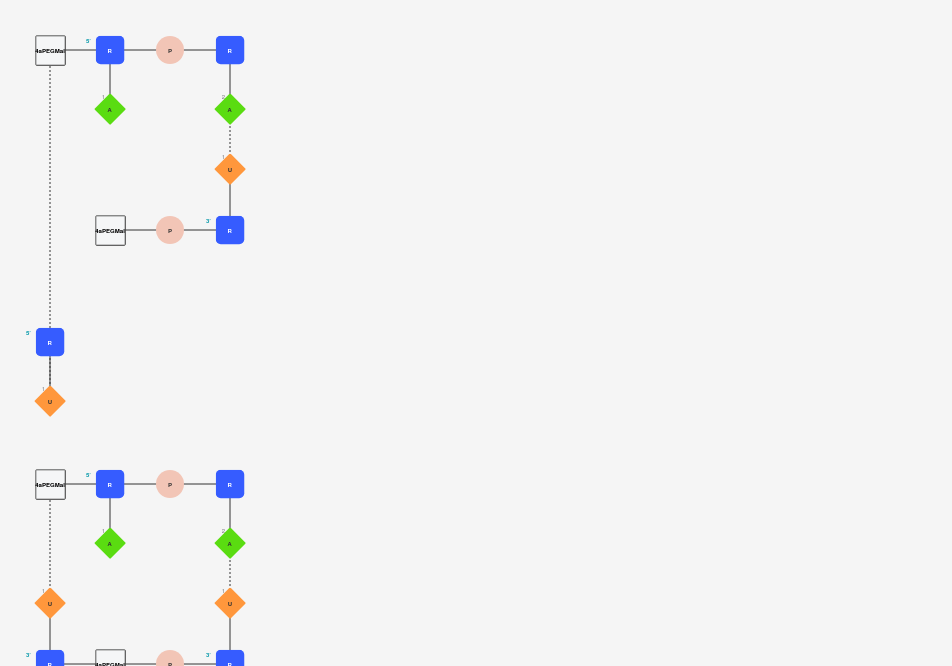 4aPEGMal 5' R P R
1 A 2 A
1 U
4aPEGMal P 3' R
5' R
1 U
4aPEGMal 5' R P R
1 A 2 A
1 U 1 U
3' R 4aPEGMal P 3' R